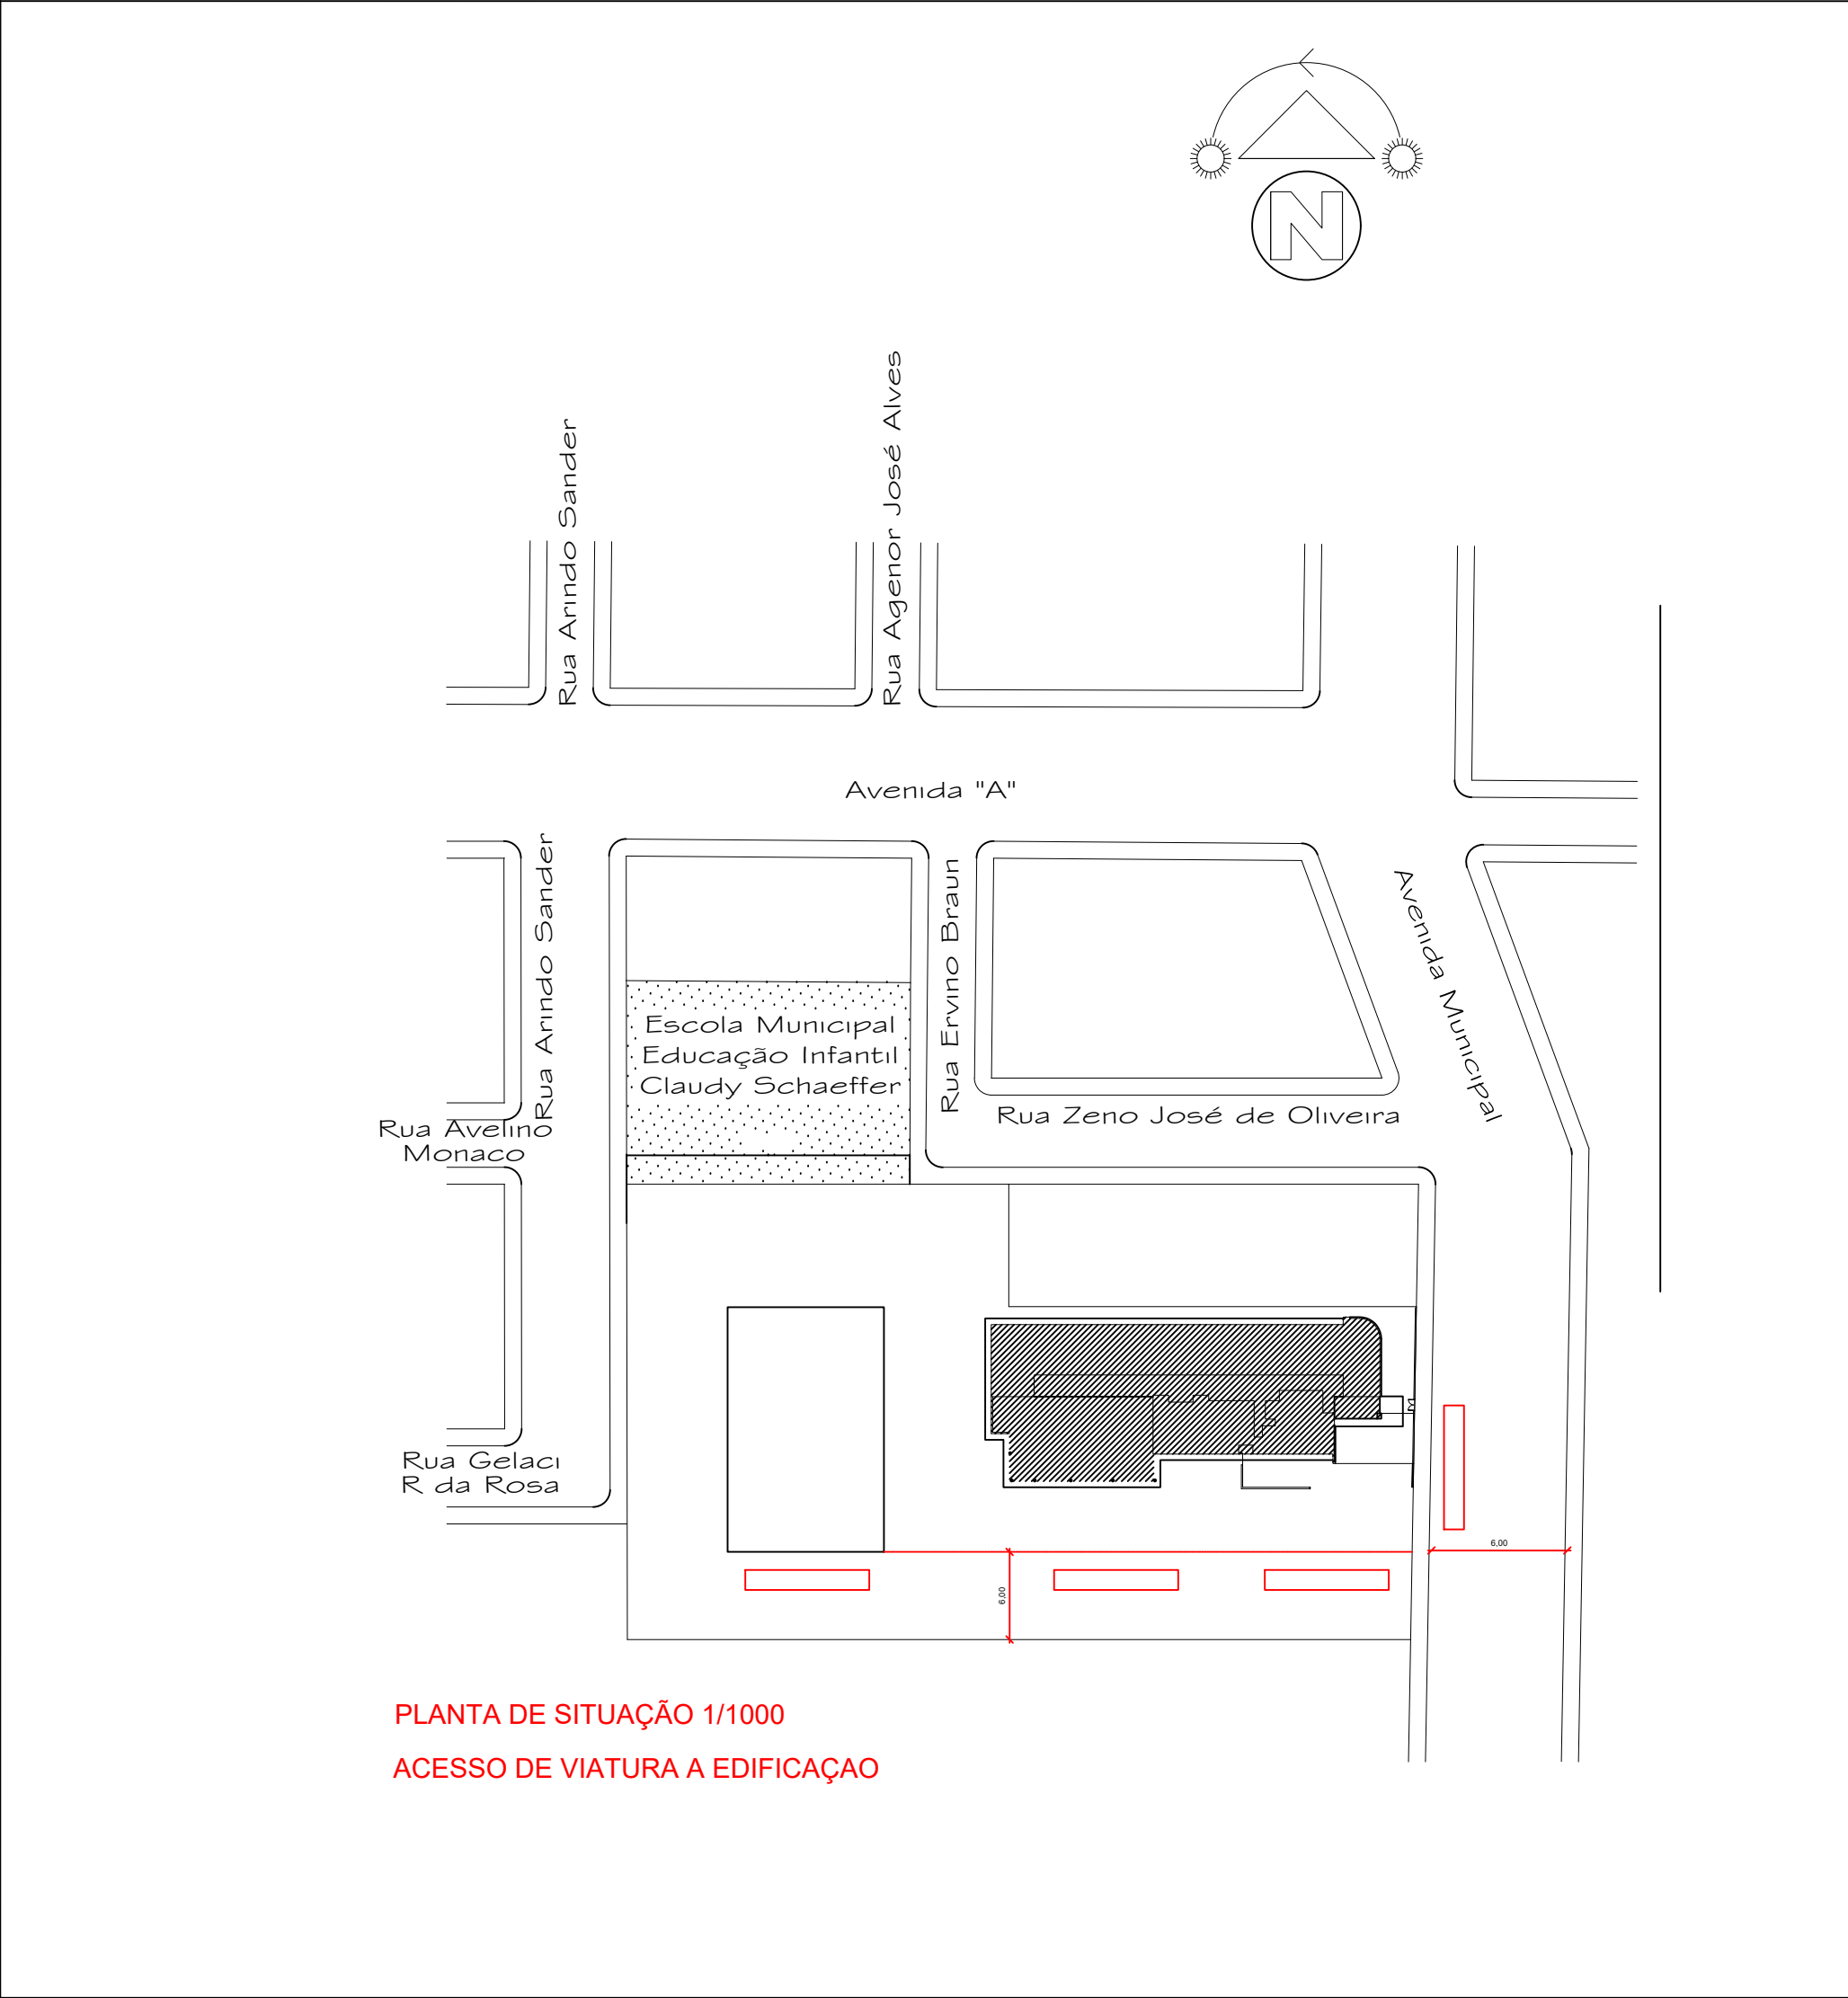 N
Rua Arindo Sander
Rua Agenor José Alves
Avenida "A"
Rua Arindo Sander
Rua Ervino Braun
Avenida Municipal
Escola Municipal
Educação Infantil
Claudy Schaeffer
Rua Zeno José de Oliveira
Rua Avelino
Monaco
Rua Gelaci
R da Rosa
6,00
6,00
PLANTA DE SITUAÇÃO 1/1000
ACESSO DE VIATURA A EDIFICAÇAO